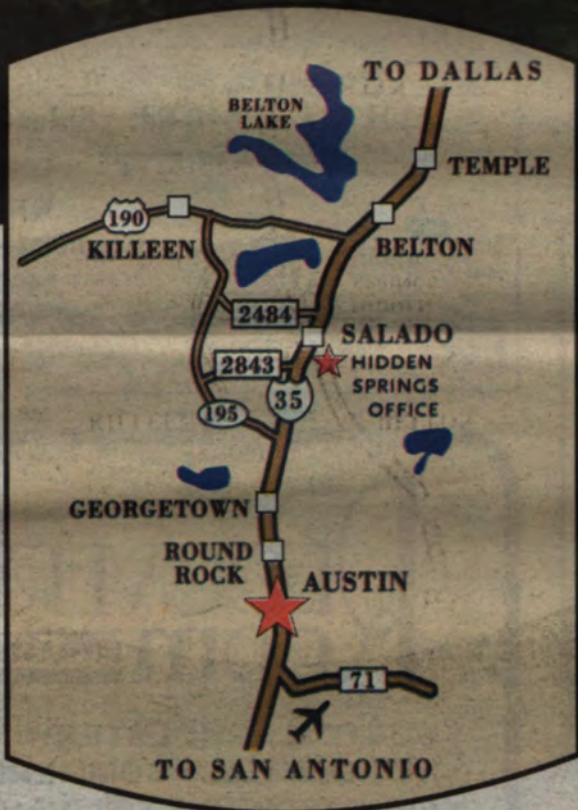 TO DALLAS
BELTON
LAKE
TEMPLE
190
KILLEEN
BELTON
2484
SALADO
2843
HIDDEN
SPRINGS
OFFICE
35
195
GEORGETOWN
ROUND
ROCK
AUSTIN
71
TO SAN ANTONIO